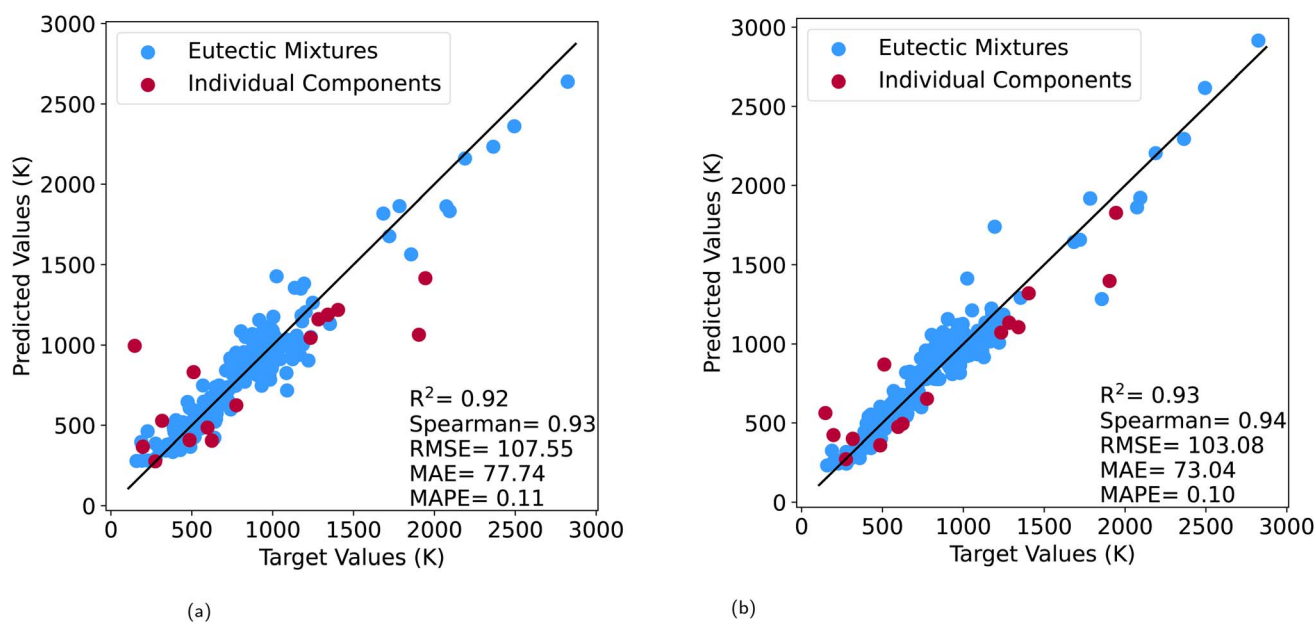 3000
2500
2000
1500
1000
500
0
Predicted Values (K)
Eutectic Mixtures
Individual Components
R²= 0.92
Spearman= 0.93
RMSE= 107.55
MAE= 77.74
MAPE= 0.11
0 500 1000 1500 2000 2500 3000
Target Values (K)
(a)
3000
2500
2000
1500
1000
500
0
Predicted Values (K)
Eutectic Mixtures
Individual Components
R²= 0.93
Spearman= 0.94
RMSE= 103.08
MAE= 73.04
MAPE= 0.10
0 500 1000 1500 2000 2500 3000
Target Values (K)
(b)